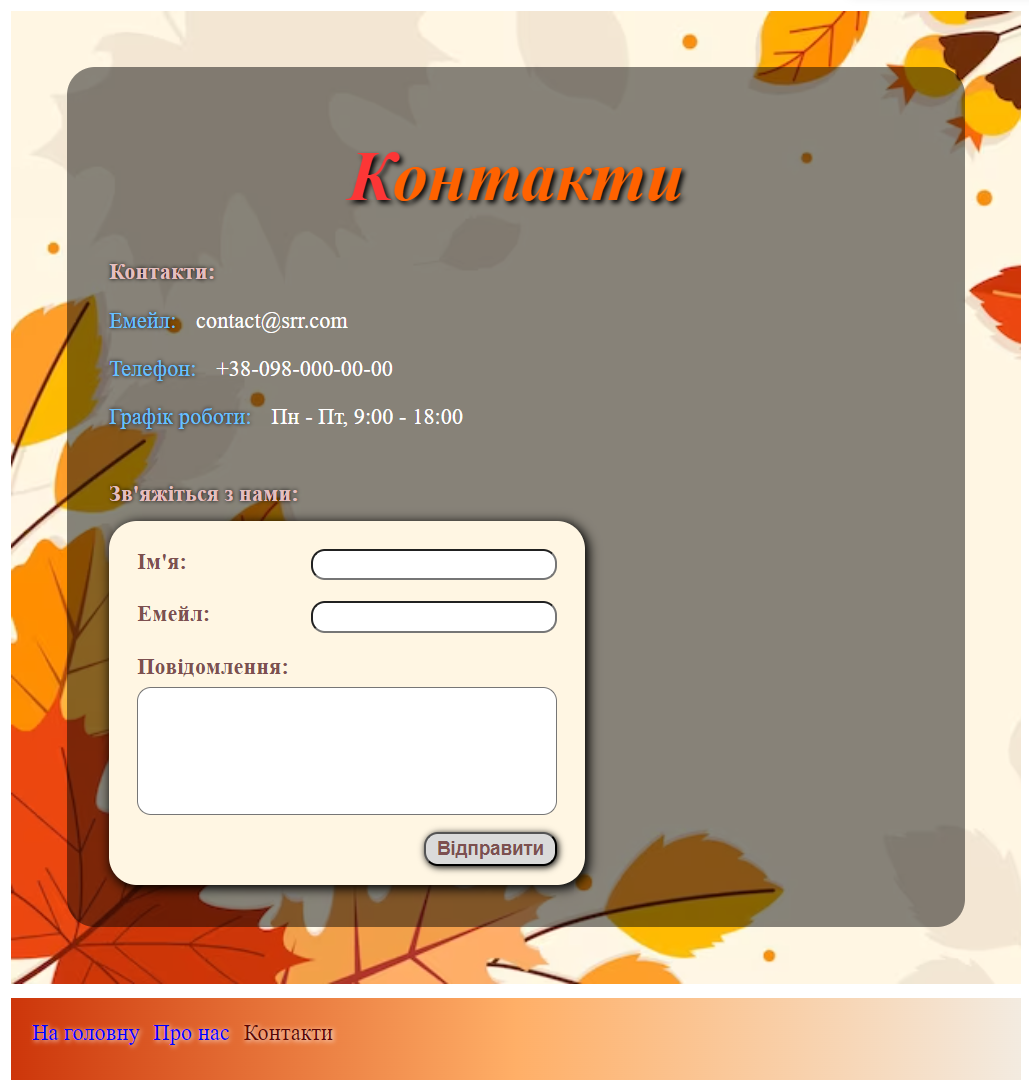 Контакти
Контакти:
Емейл: contact@srr.com
Телефон: +38-098-000-00-00
Графік роботи: Пн - Пт, 9:00 - 18:00
Зв'яжіться з нами:
Ім'я:
Емейл:
Повідомлення:
Відправити
На головну Про нас Контакти